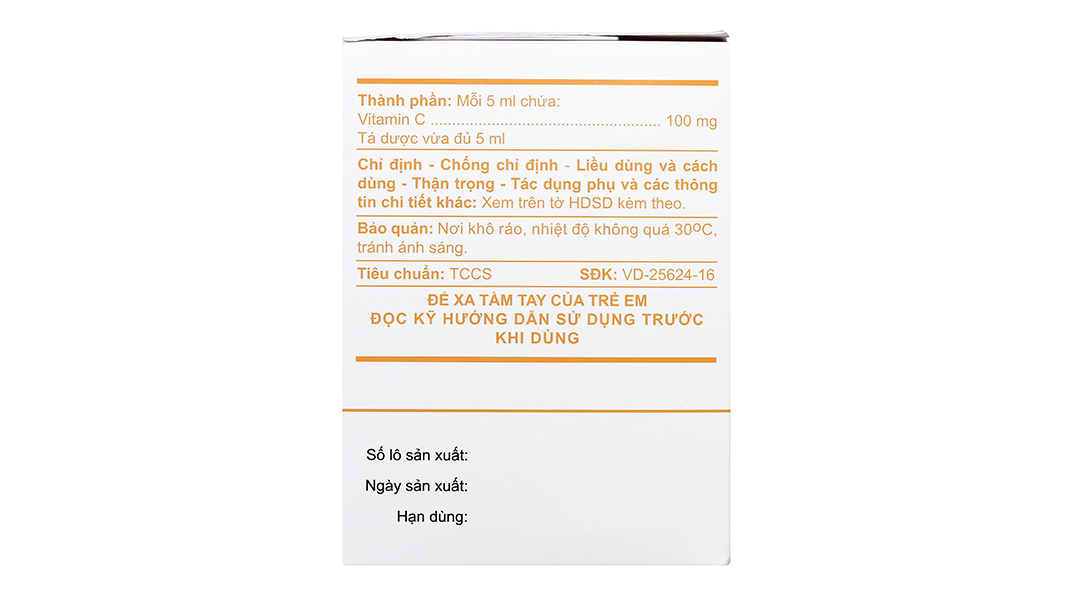 Thành phần: Mỗi 5 ml chứa:
Vitamin C ...................................................... 100 mg
Tá dược vừa đủ 5 ml
Chỉ định - Chống chỉ định - Liều dùng và cách
dùng - Thận trọng - Tác dụng phụ và các thông
tin chi tiết khác: Xem trên tờ HDSD kèm theo.
Bảo quản: Nơi khô ráo, nhiệt độ không quá 30ºC,
tránh ánh sáng.
Tiêu chuẩn: TCCS SĐK: VD-25624-16
ĐỂ XA TẦM TAY CỦA TRẺ EM
ĐỌC KỸ HƯỚNG DẪN SỬ DỤNG TRƯỚC
KHI DÙNG
Số lô sản xuất:
Ngày sản xuất:
Hạn dùng: